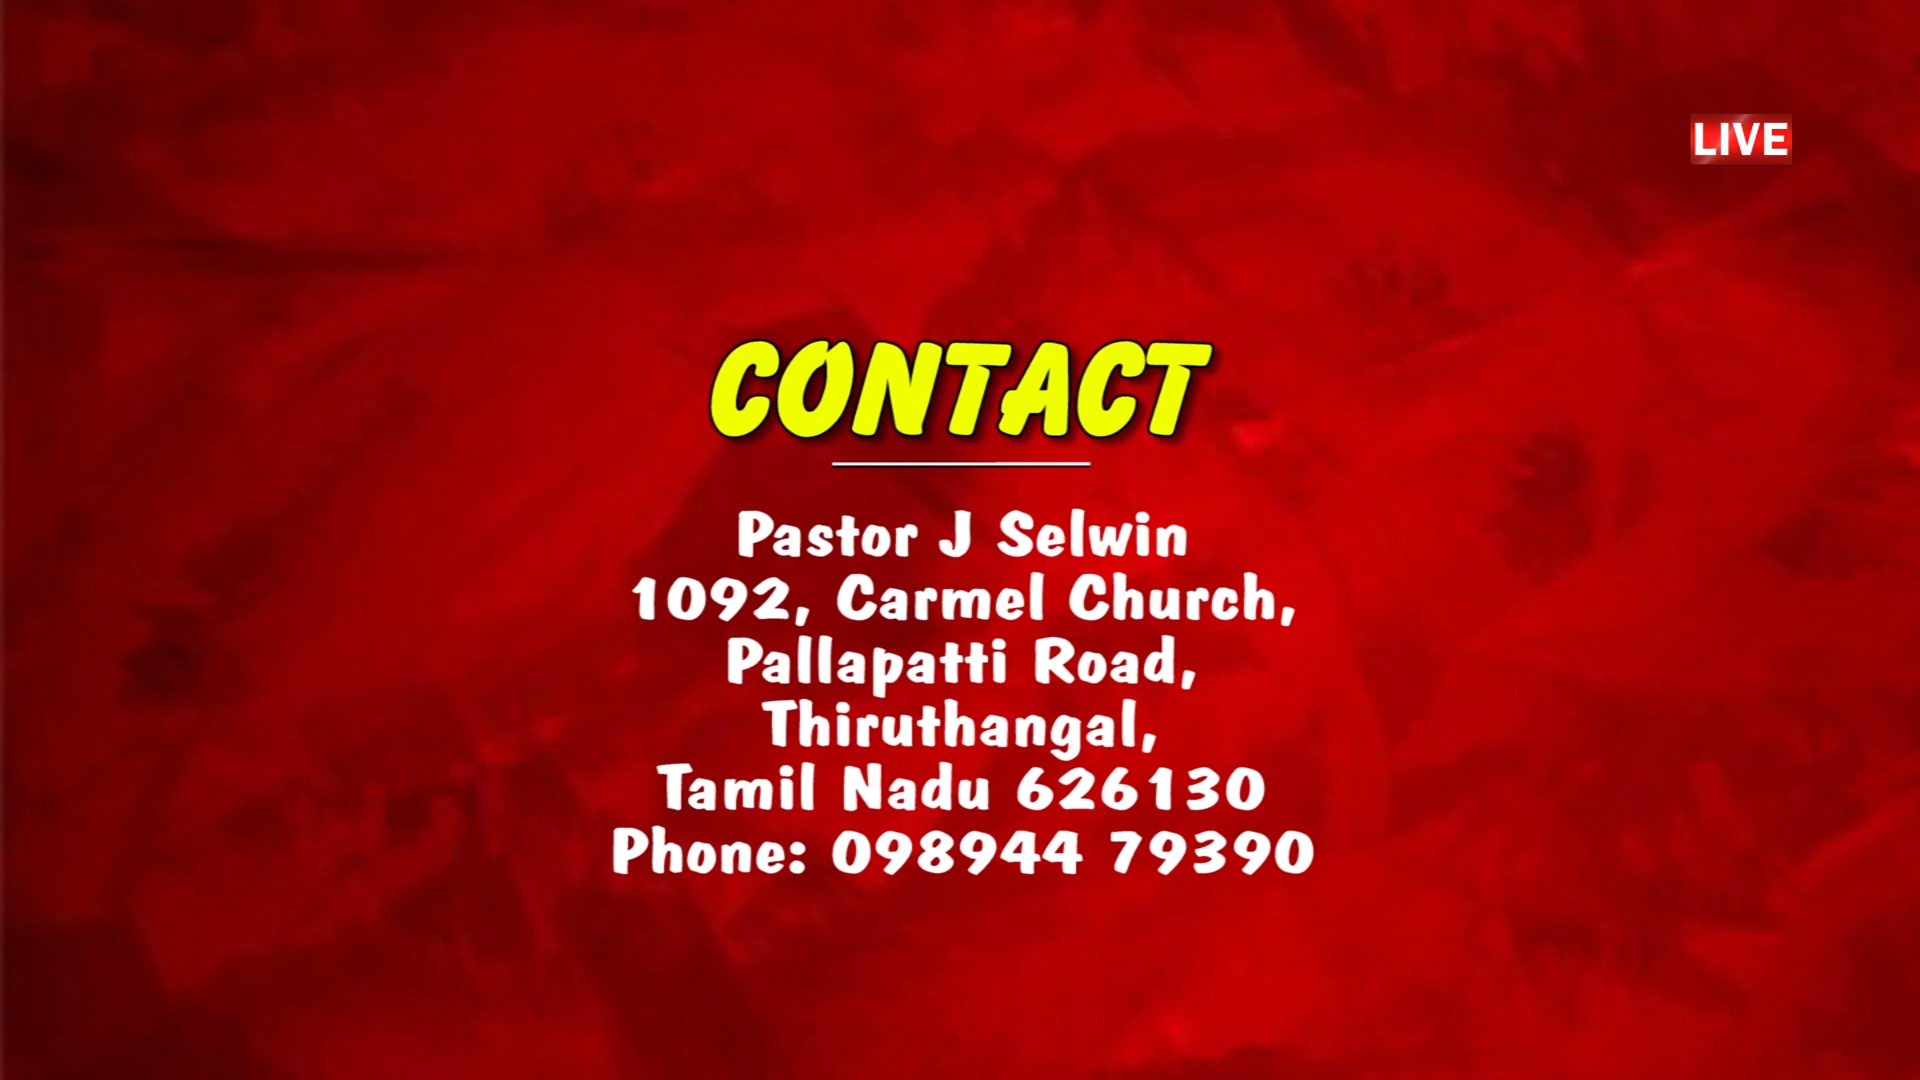 LIVE
CONTACT
Pastor J Selwin
1092, Carmel Church,
Pallapatti Road,
Thiruthangal,
Tamil Nadu 626130
Phone: 098944 79390